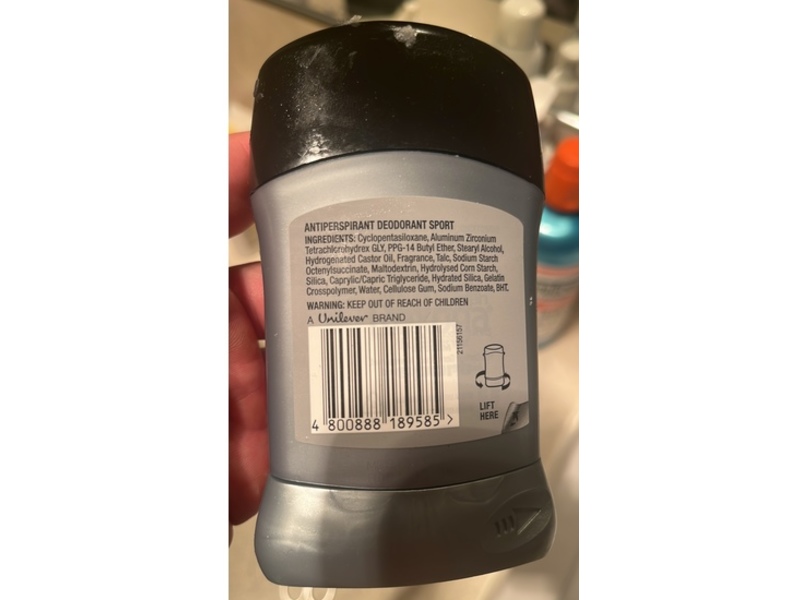 ANTIPERSPIRANT DEODORANT SPORT
INGREDIENTS: Cyclopentasiloxane, Aluminum Zirconium
Tetrachlorohydrex GLY, PPG-14 Butyl Ether, Stearyl Alcohol,
Hydrogenated Castor Oil, Fragrance, Talc, Sodium Starch
Octenylsuccinate, Maltodextrin, Hydrolysed Corn Starch,
Silica, Caprylic/Capric Triglyceride, Hydrated Silica, Gelatin
Crosspolymer, Water, Cellulose Gum, Sodium Benzoate, BHT.
WARNING: KEEP OUT OF REACH OF CHILDREN
A Unilever BRAND
21156157
4 800888 189585 >
LIFT
HERE